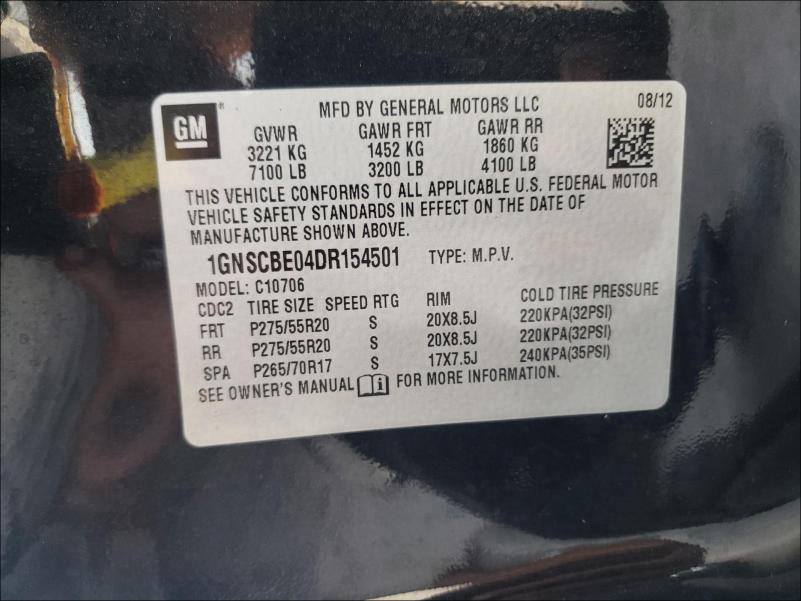 GM
MFD BY GENERAL MOTORS LLC 08/12
GVWR GAWR FRT GAWR RR
3221 KG 1452 KG 1860 KG
7100 LB 3200 LB 4100 LB
THIS VEHICLE CONFORMS TO ALL APPLICABLE U.S. FEDERAL MOTOR
VEHICLE SAFETY STANDARDS IN EFFECT ON THE DATE OF
MANUFACTURE SHOWN ABOVE.
1GNSCBE04DR154501 TYPE: M.P.V.
MODEL: C10706
CDC2 TIRE SIZE SPEED RTG RIM COLD TIRE PRESSURE
FRT P275/55R20 S 20X8.5J 220KPA(32PSI)
RR P275/55R20 S 20X8.5J 220KPA(32PSI)
SPA P265/70R17 S 17X7.5J 240KPA(35PSI)
SEE OWNER'S MANUAL i FOR MORE INFORMATION.